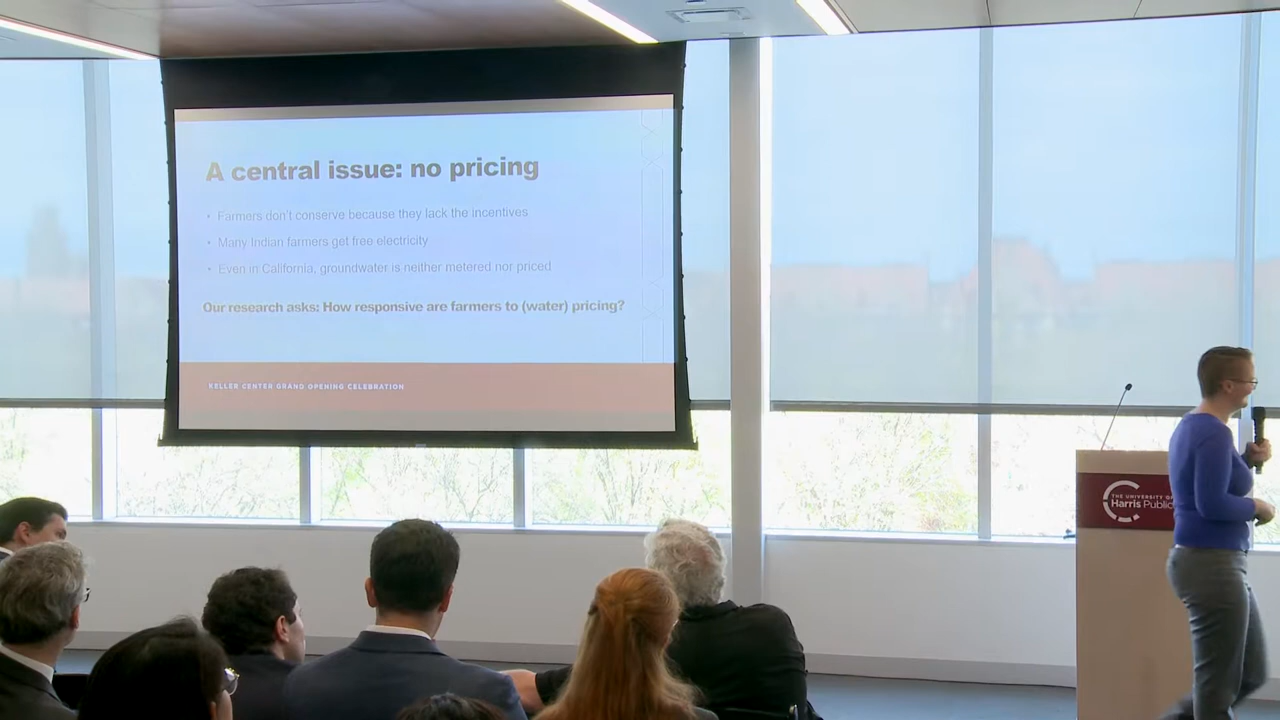 A central issue: no pricing
• Farmers don't conserve because they lack the incentives
• Many Indian farmers get free electricity
• Even in California, groundwater is neither metered nor priced
Our research asks: How responsive are farmers to (water) pricing?
KELLER CENTER GRAND OPENING CELEBRATION
THE UNIVERSITY OF
Harris Public